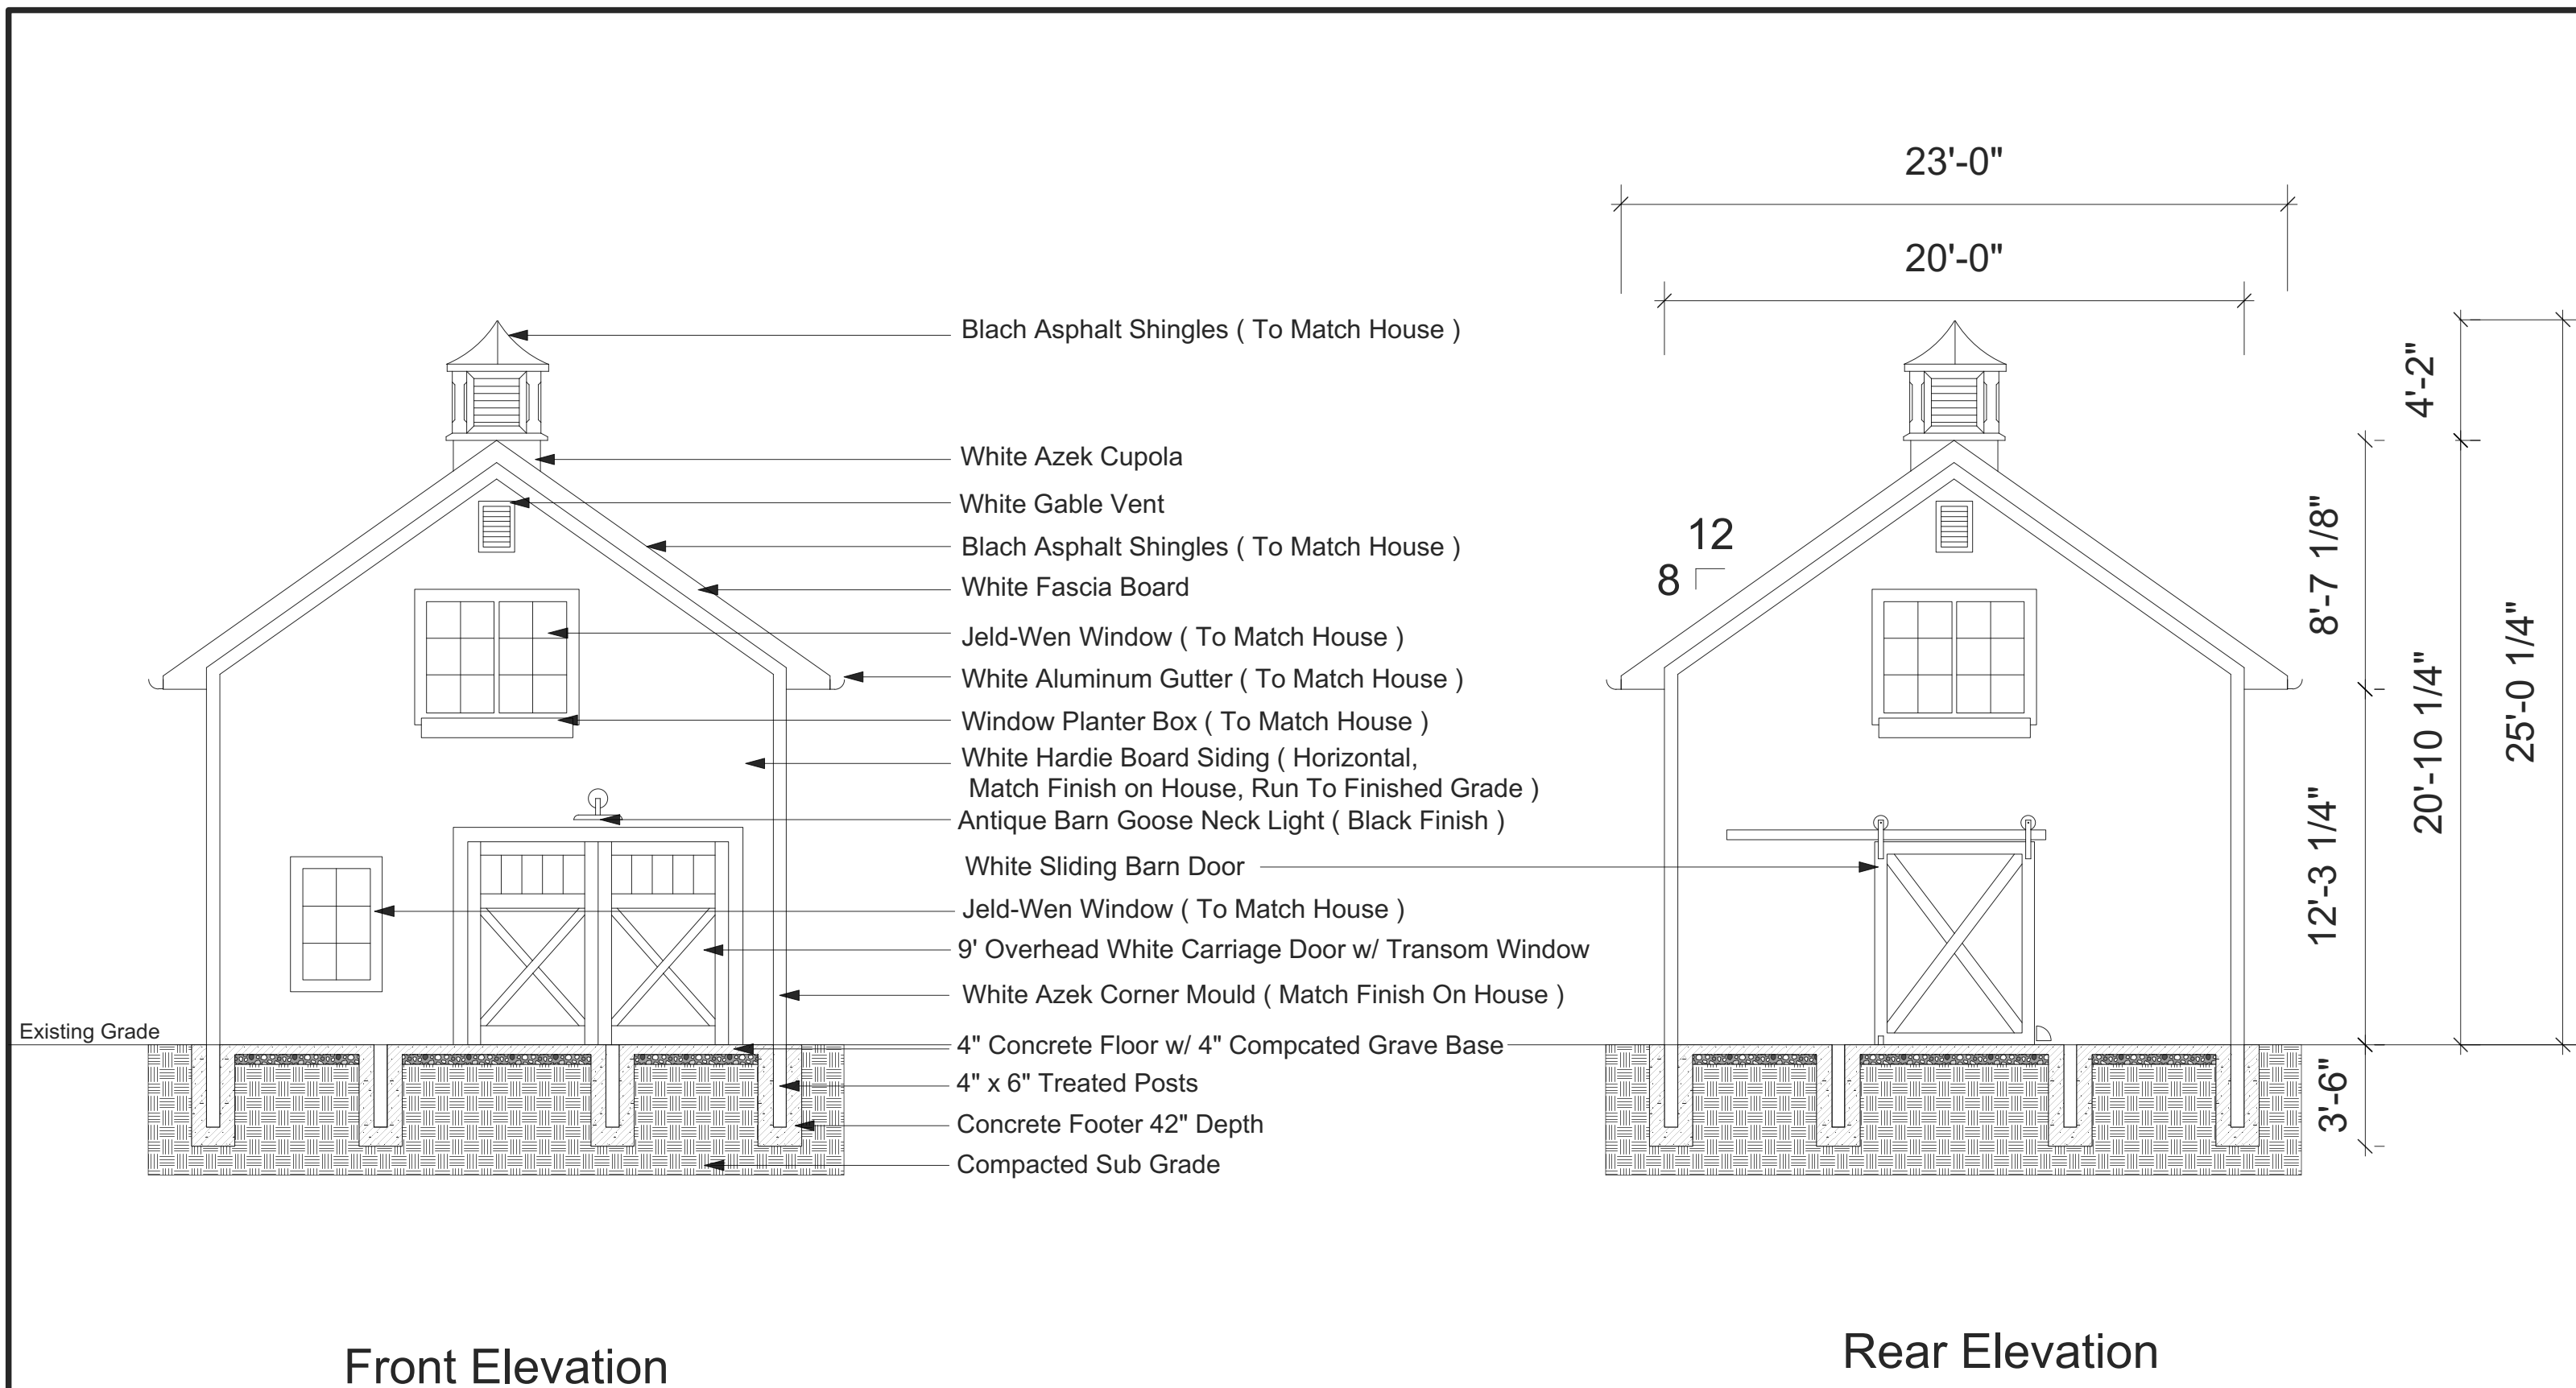 Blach Asphalt Shingles ( To Match House )
White Azek Cupola
White Gable Vent
Blach Asphalt Shingles ( To Match House )
White Fascia Board
Jeld-Wen Window ( To Match House )
White Aluminum Gutter ( To Match House )
Window Planter Box ( To Match House )
White Hardie Board Siding ( Horizontal,
Match Finish on House, Run To Finished Grade )
Antique Barn Goose Neck Light ( Black Finish )
White Sliding Barn Door
Jeld-Wen Window ( To Match House )
9' Overhead White Carriage Door w/ Transom Window
White Azek Corner Mould ( Match Finish On House )
Existing Grade
4" Concrete Floor w/ 4" Compcated Grave Base
4" x 6" Treated Posts
Concrete Footer 42" Depth
Compacted Sub Grade
Front Elevation
23'-0"
20'-0"
12
8
4'-2"
8'-7 1/8"
12'-3 1/4"
3'-6"
20'-10 1/4"
25'-0 1/4"
Rear Elevation